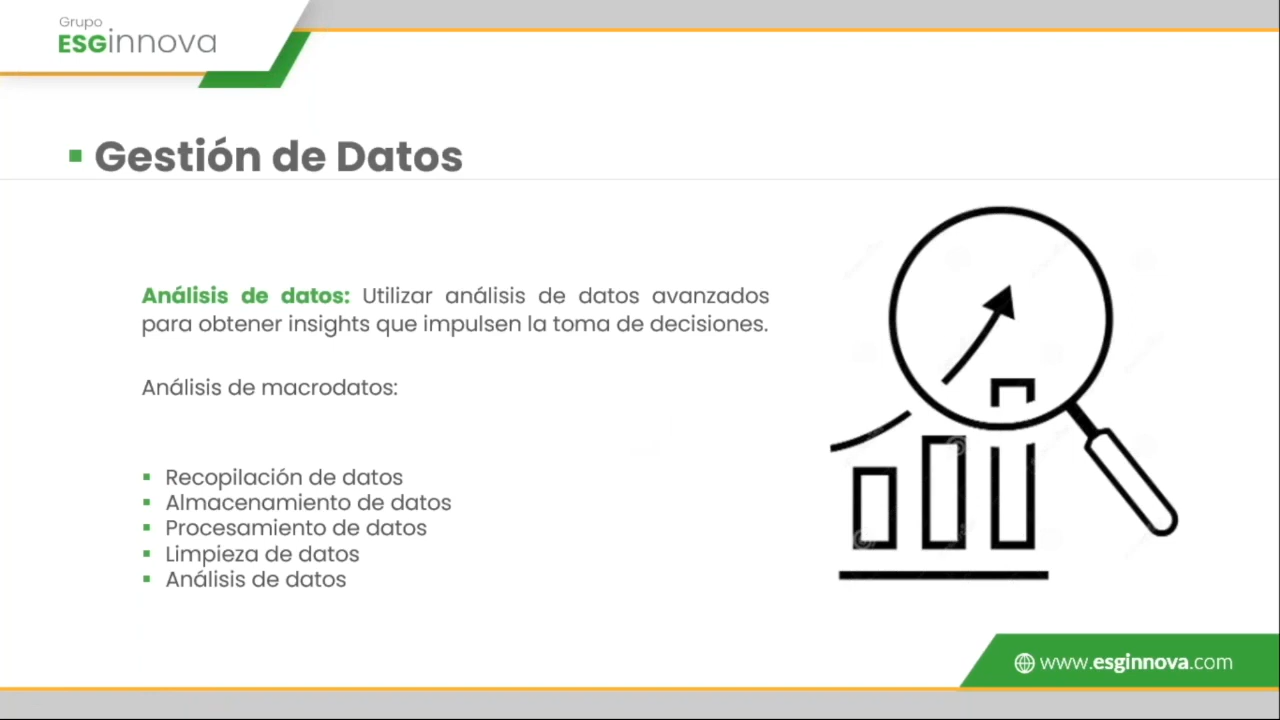 Grupo
ESGinnova
Gestión de Datos
Análisis de datos: Utilizar análisis de datos avanzados
para obtener insights que impulsen la toma de decisiones.
Análisis de macrodatos:
Recopilación de datos
Almacenamiento de datos
Procesamiento de datos
Limpieza de datos
Análisis de datos
www.esginnova.com